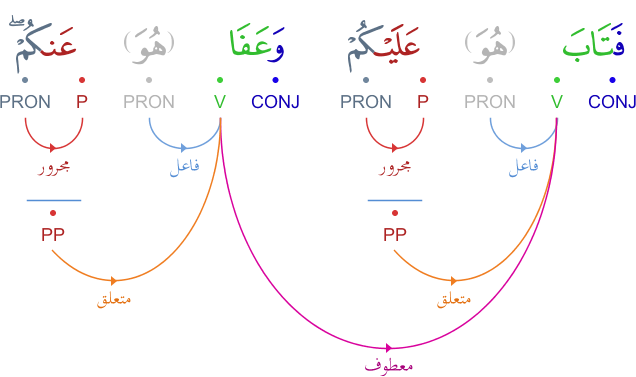 فَتَابَ (هُوَ) عَلَيْكُمْ وَعَفَا (هُوَ) عَنكُمْ ۖ
CONJ V PRON P PRON CONJ V PRON P PRON
فاعل مجرور فاعل مجرور
PP PP
متعلق متعلق
معطوف